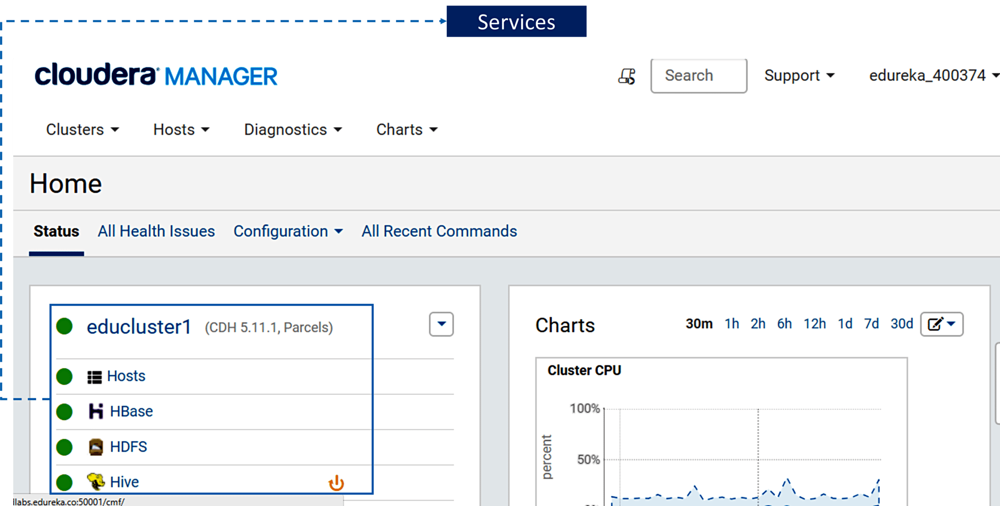 Services
cloudera MANAGER
Search Support edureka_400374
Clusters Hosts Diagnostics Charts
Home
Status All Health Issues Configuration All Recent Commands
educluster1 (CDH 5.11.1, Parcels)
Hosts
HBase
HDFS
Hive
llabs.edureka.co:50001/cmf/
Charts 30m 1h 2h 6h 12h 1d 7d 30d
Cluster CPU
100%
percent
50%